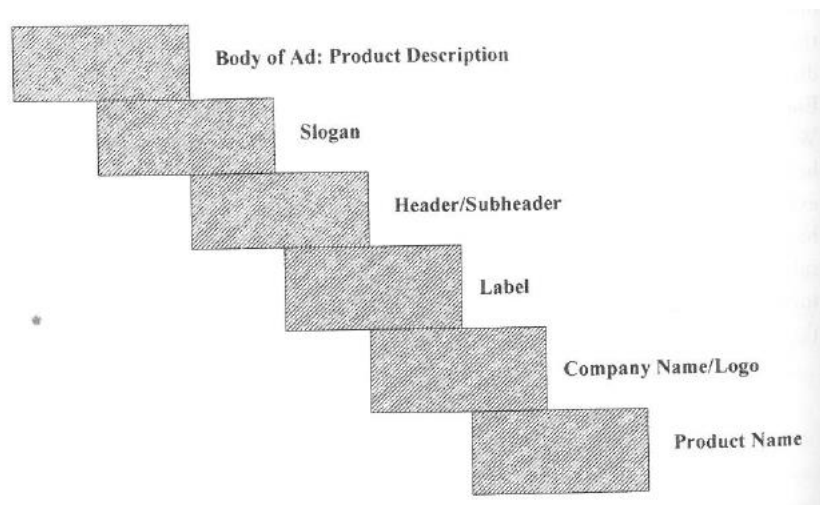 Body of Ad: Product Description
Slogan
Header/Subheader
Label
Company Name/Logo
Product Name